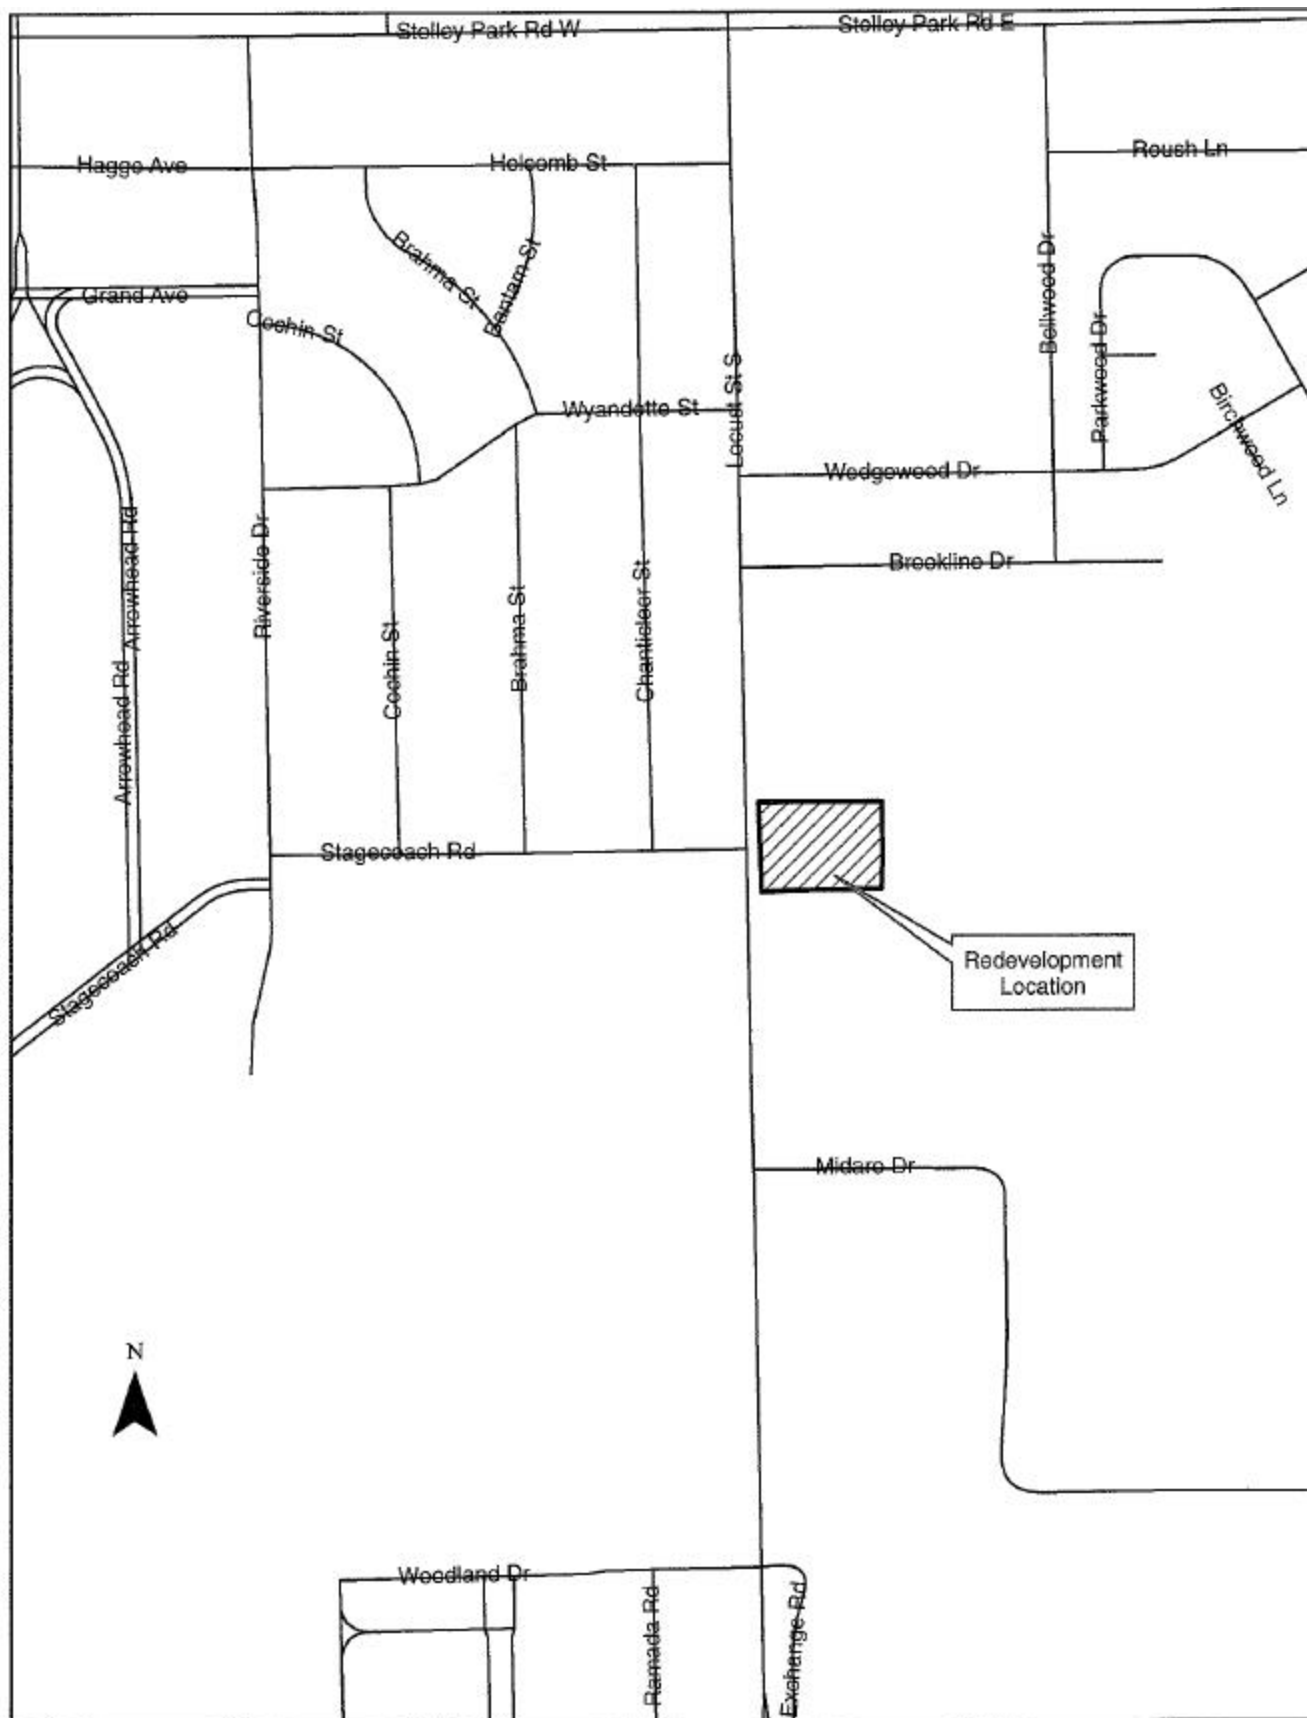 Stolley Park Rd W
Stolley Park Rd E
Hagge Ave
Holcomb St
Roush Ln
Brahma St
Bantam St
Bellwood Dr
Grand Ave
Cochin St
Parkwood Dr
Locust St S
Wyandotte St
Birchwood Ln
Wedgewood Dr
Arrowhead Rd
Riverside Dr
Brookline Dr
Cochin St
Brahma St
Chanticleer St
Arrowhead Rd
Stagecoach Rd
Stagecoach Rd
Redevelopment
Location
Midaro Dr
N
Woodland Dr
Ramada Rd
Exchange Rd